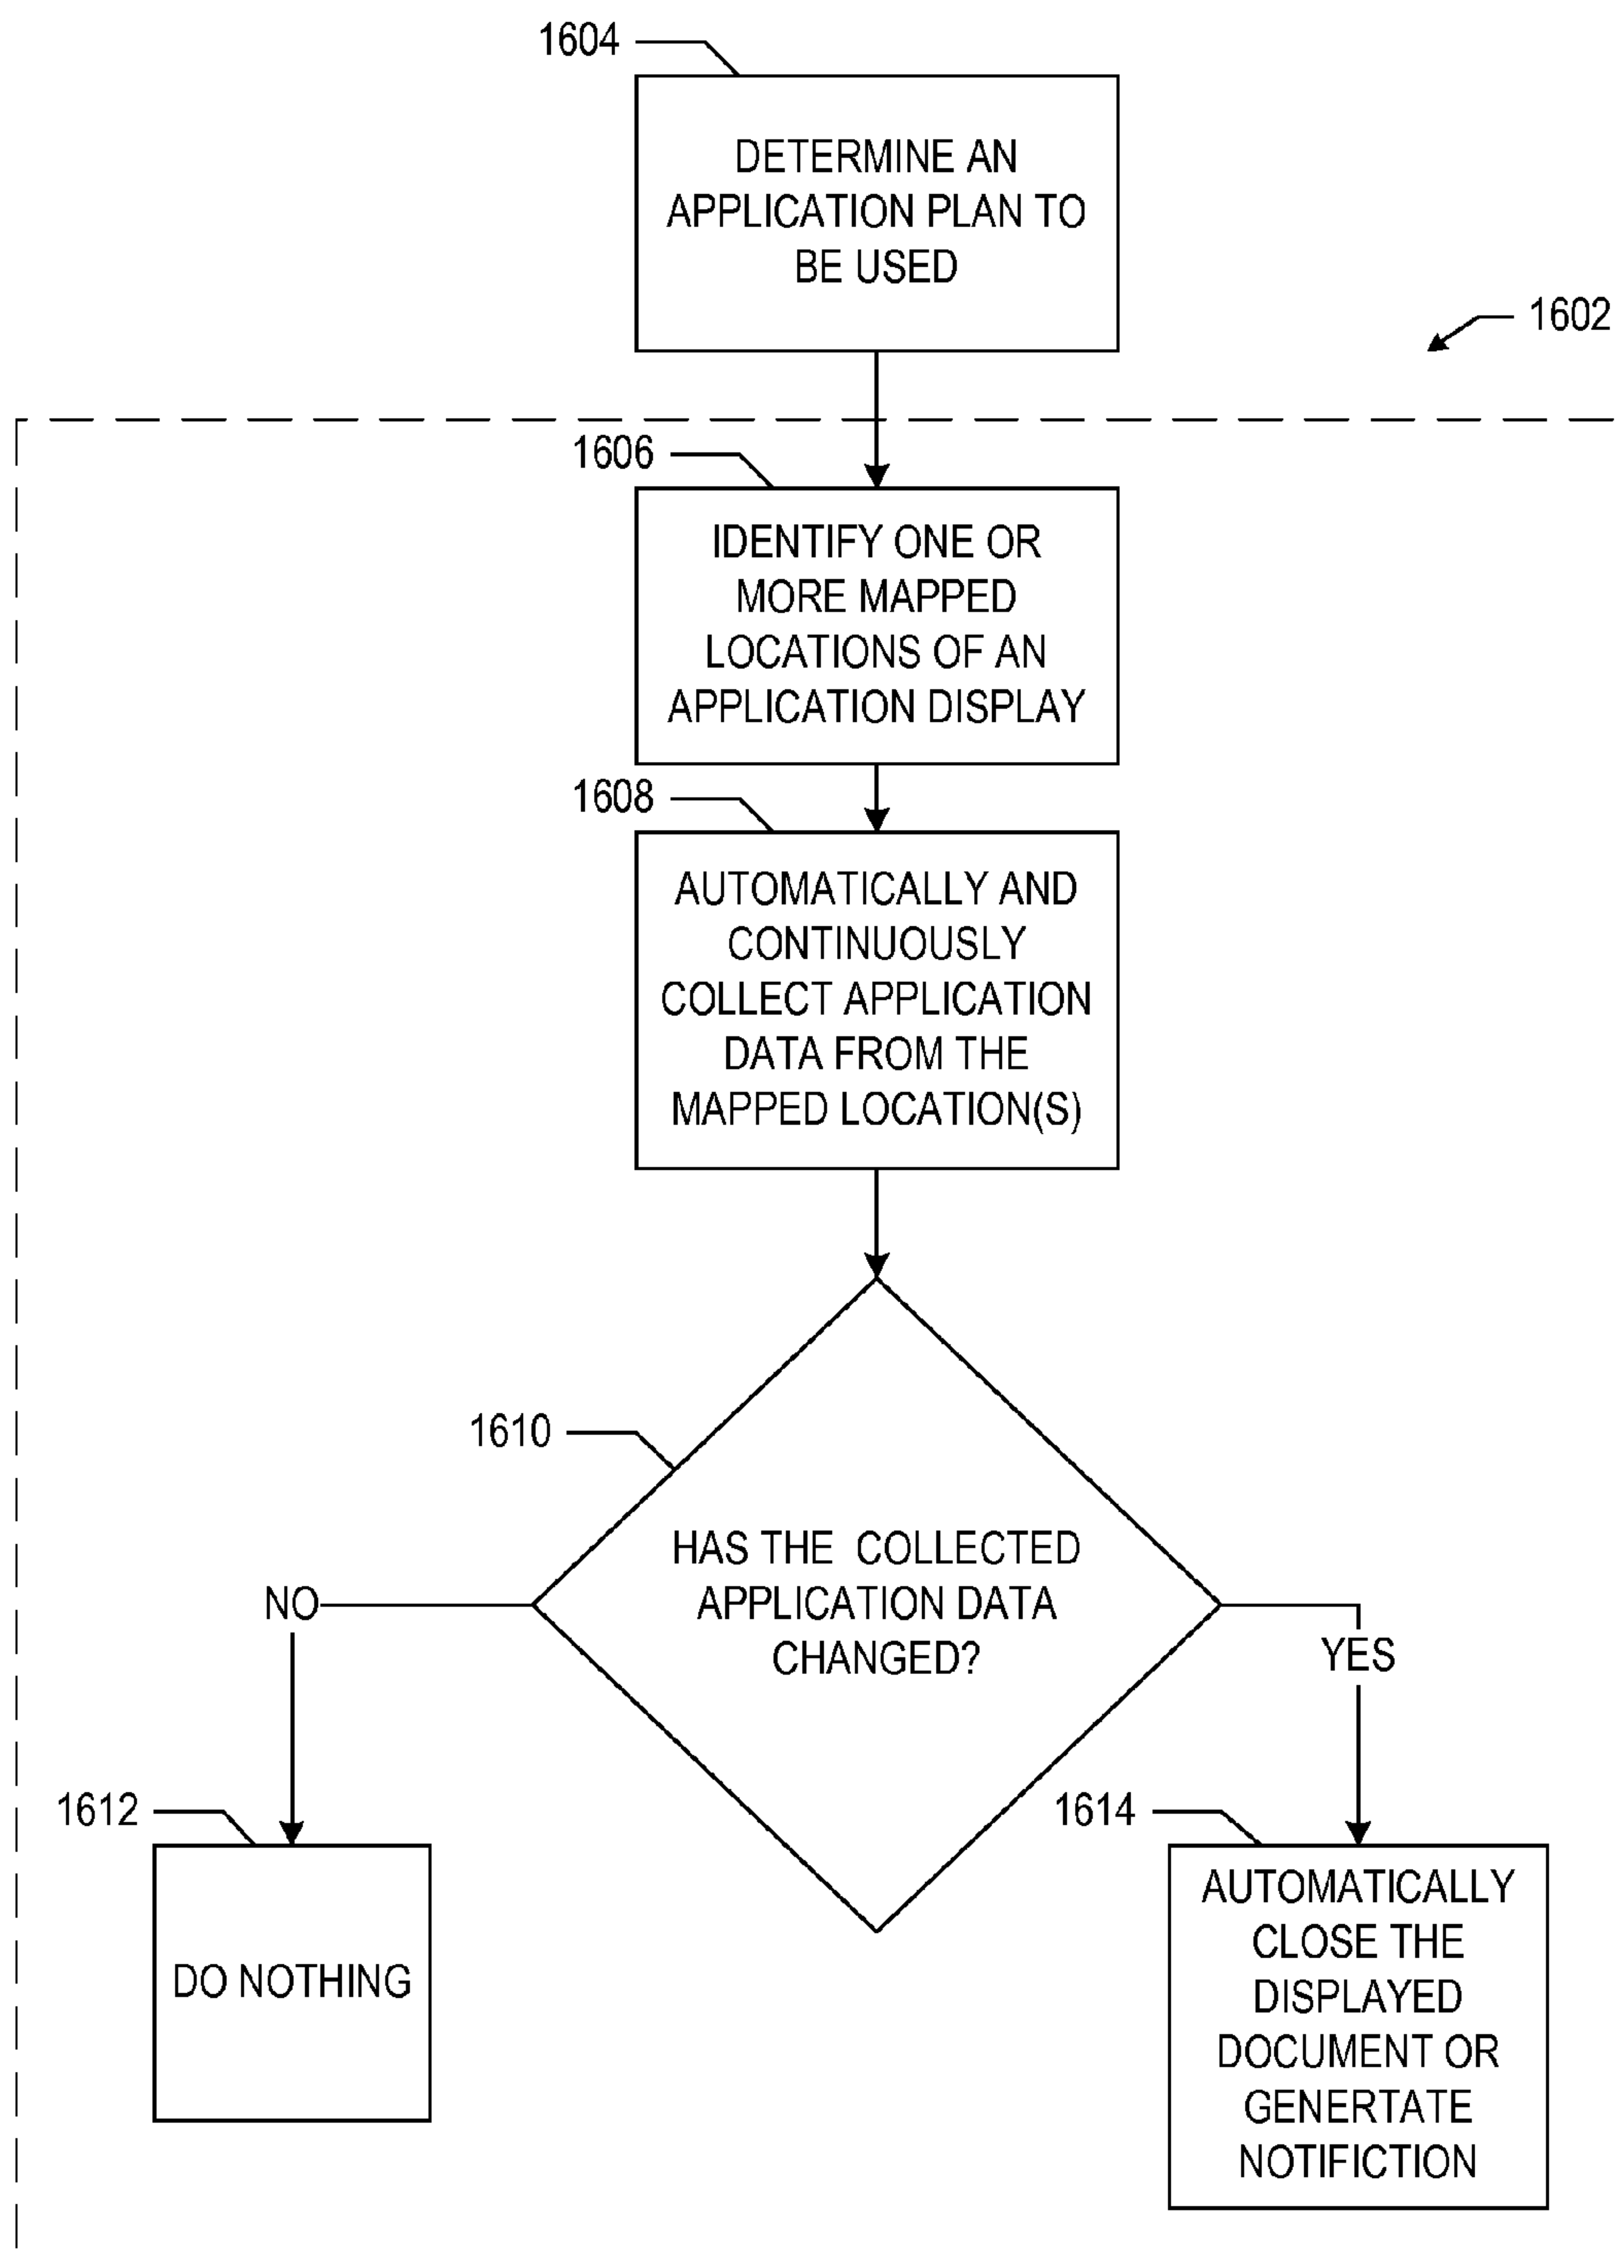 1604
DETERMINE AN
APPLICATION PLAN TO
BE USED
1602
1606
IDENTIFY ONE OR
MORE MAPPED
LOCATIONS OF AN
APPLICATION DISPLAY
1608
AUTOMATICALLY AND
CONTINUOUSLY
COLLECT APPLICATION
DATA FROM THE
MAPPED LOCATION(S)
1610
HAS THE COLLECTED
APPLICATION DATA
CHANGED?
NO
YES
1612
DO NOTHING
1614
AUTOMATICALLY
CLOSE THE
DISPLAYED
DOCUMENT OR
GENERTATE
NOTIFICTION